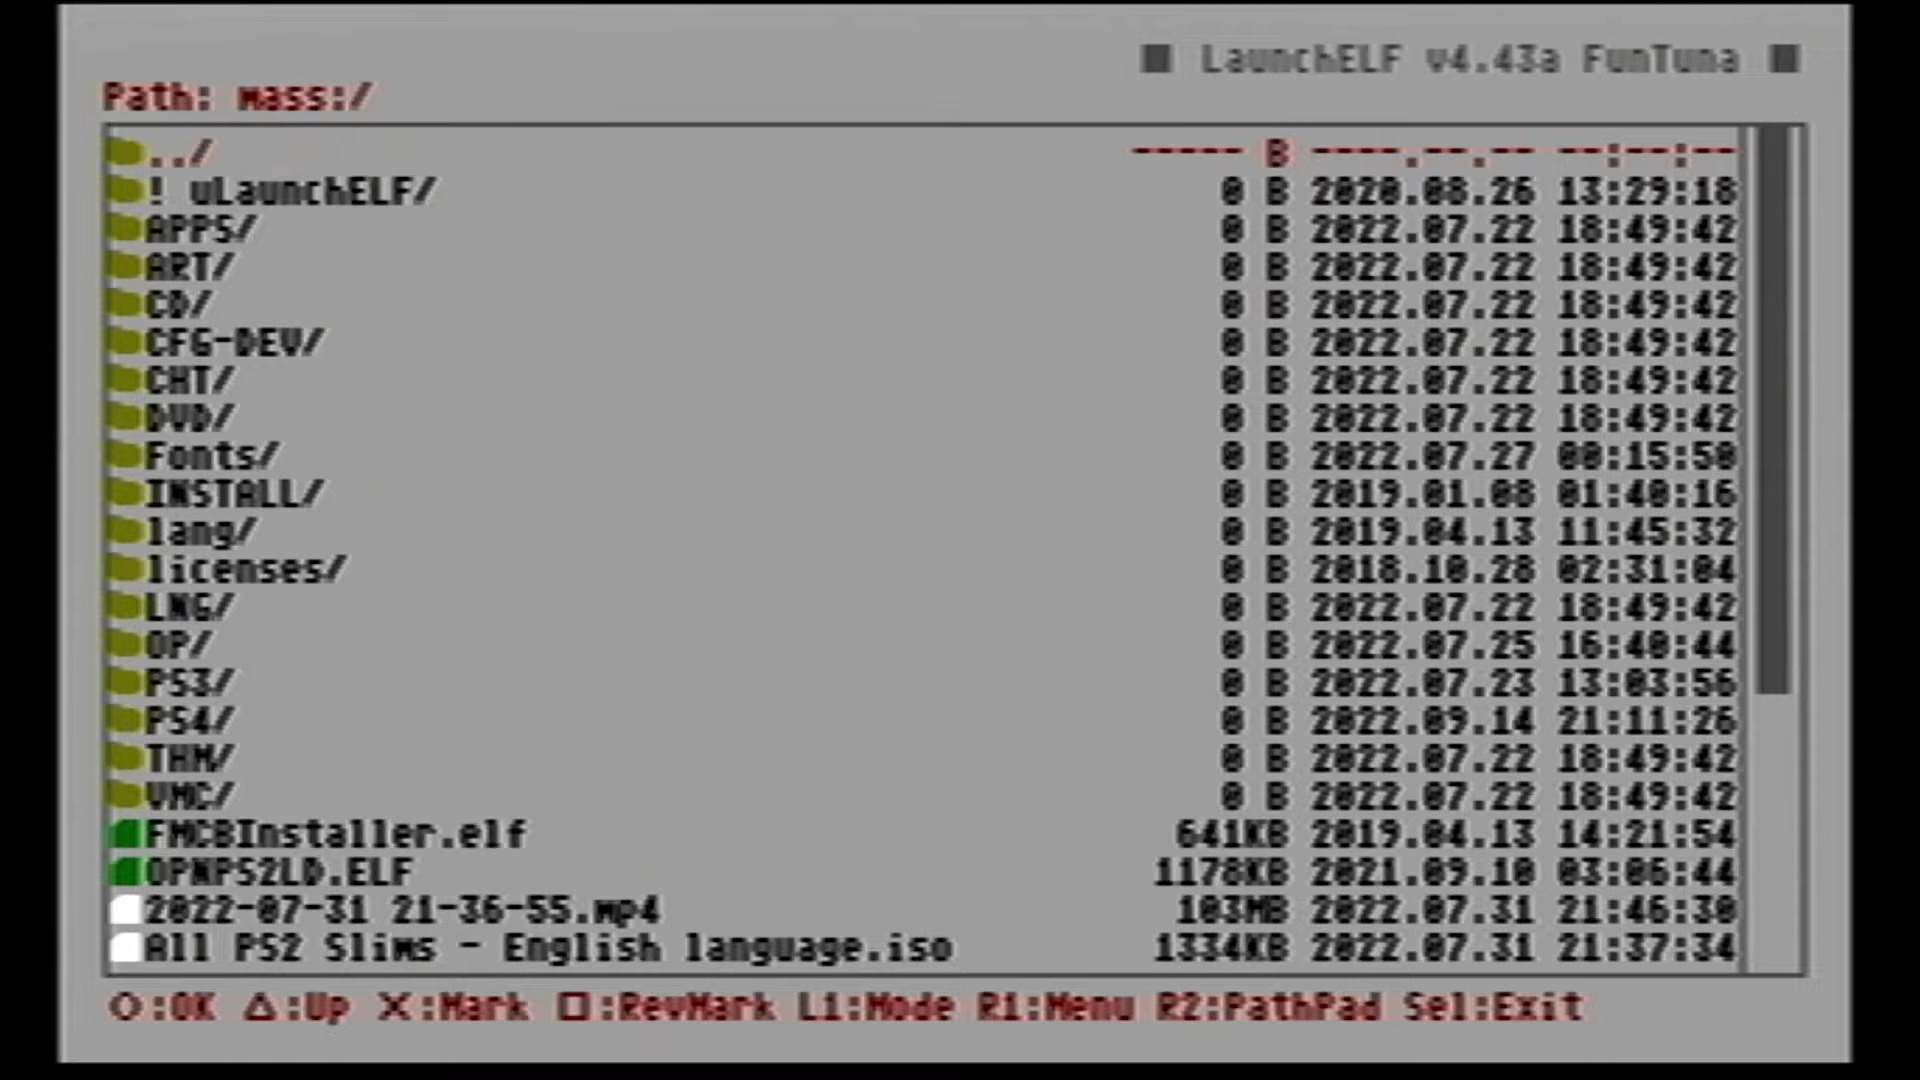 LaunchELF v4.43a FunTuna
Path: mass:/
../ ----- B ----.--.-- --:--:--
! uLaunchELF/ 0 B 2020.08.26 13:29:18
APPS/ 0 B 2022.07.22 18:49:42
ART/ 0 B 2022.07.22 18:49:42
CD/ 0 B 2022.07.22 18:49:42
CFG-DEV/ 0 B 2022.07.22 18:49:42
CHT/ 0 B 2022.07.22 18:49:42
DVD/ 0 B 2022.07.22 18:49:42
Fonts/ 0 B 2022.07.27 00:15:50
INSTALL/ 0 B 2019.01.08 01:40:16
lang/ 0 B 2019.04.13 11:45:32
licenses/ 0 B 2018.10.28 02:31:04
LNG/ 0 B 2022.07.22 18:49:42
OP/ 0 B 2022.07.25 16:40:44
PS3/ 0 B 2022.07.23 13:03:56
PS4/ 0 B 2022.09.14 21:11:26
THM/ 0 B 2022.07.22 18:49:42
VMC/ 0 B 2022.07.22 18:49:42
FMCBInstaller.elf 641KB 2019.04.13 14:21:54
OPNPS2LD.ELF 1178KB 2021.09.10 03:06:44
2022-07-31 21-36-55.mp4 103MB 2022.07.31 21:46:30
All PS2 Slims - English language.iso 1334KB 2022.07.31 21:37:34
○:OK △:Up X:Mark □:RevMark L1:Mode R1:Menu R2:PathPad Sel:Exit